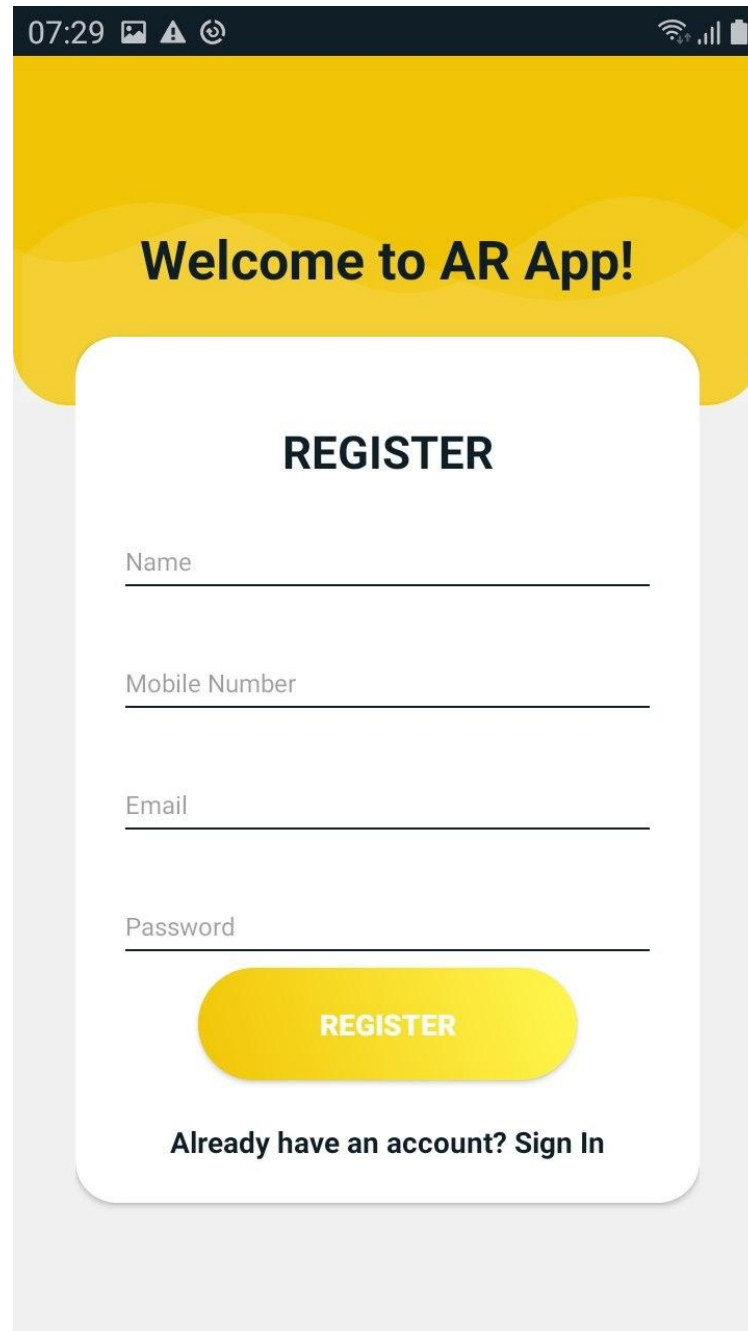 07:29
Welcome to AR App!
REGISTER
Name
Mobile Number
Email
Password
REGISTER
Already have an account? Sign In